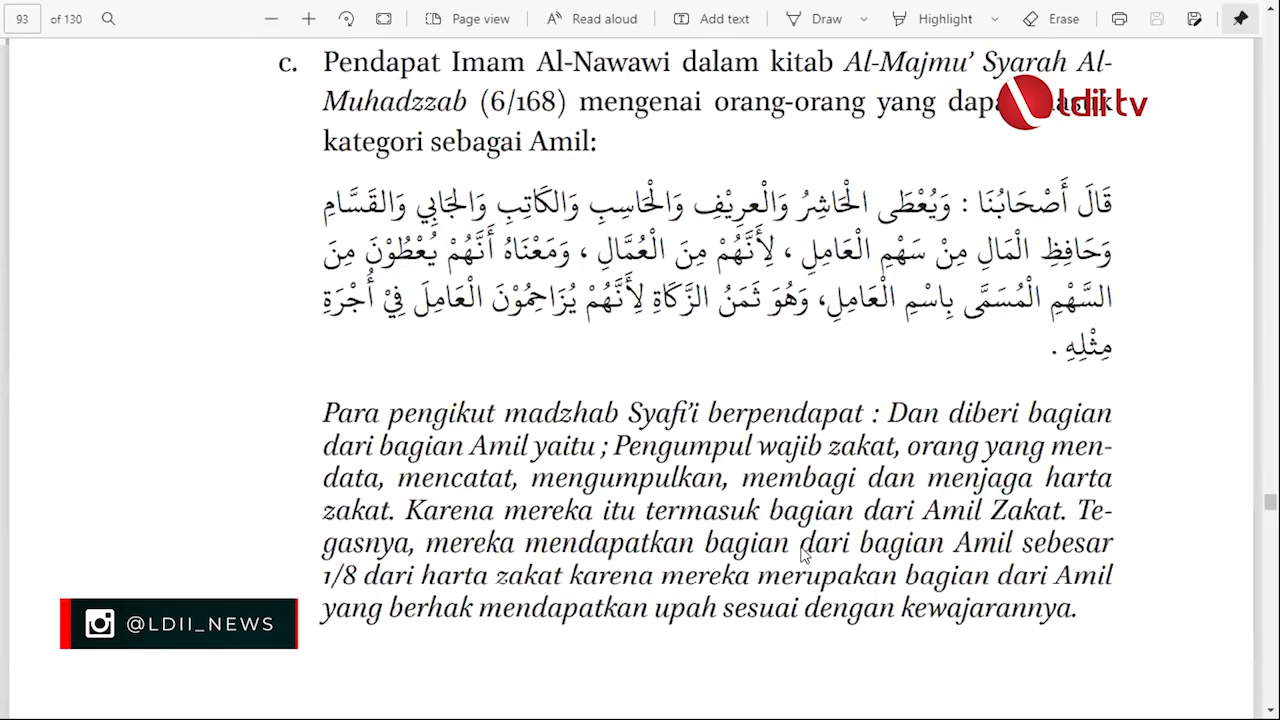 93 of 130
Page view
Read aloud
Add text
Draw
Highlight
Erase
c. Pendapat Imam Al-Nawawi dalam kitab Al-Majmu’ Syarah Al-
Muhadzzab (6/168) mengenai orang-orang yang
ldii tv
kategori sebagai Amil:
قَالَ أَصْحَابُنَا : وَيُعْطَى الْحَاشِرُ وَالْعَرِيْفِ وَالْحَاسِبِ وَالكَاتِبِ وَالجَابِي وَالقَسَّامِ
وَحَافِظِ الْمَالِ مِنْ سَهْمِ الْعَامِلِ ، لِأَنَّهُمْ مِنَ الْعُمَّالِ ، وَمَعْنَاهُ أَنَّهُمْ يُعْطُوْنَ مِنَ
السَّهْمِ الْمُسَمَّى بِاسْمِ الْعَامِلِ، وَهُوَ ثَمَنُ الزَّكَاةِ لِأَنَّهُمْ يُزَاحِمُوْنَ الْعَامِلَ فِيْ أُجْرَةِ
مِثْلِهِ .
Para pengikut madzhab Syafi’i berpendapat : Dan diberi bagian
dari bagian Amil yaitu ; Pengumpul wajib zakat, orang yang men-
data, mencatat, mengumpulkan, membagi dan menjaga harta
zakat. Karena mereka itu termasuk bagian dari Amil Zakat. Te-
gasnya, mereka mendapatkan bagian dari bagian Amil sebesar
1/8 dari harta zakat karena mereka merupakan bagian dari Amil
yang berhak mendapatkan upah sesuai dengan kewajarannya.
@LDII_NEWS